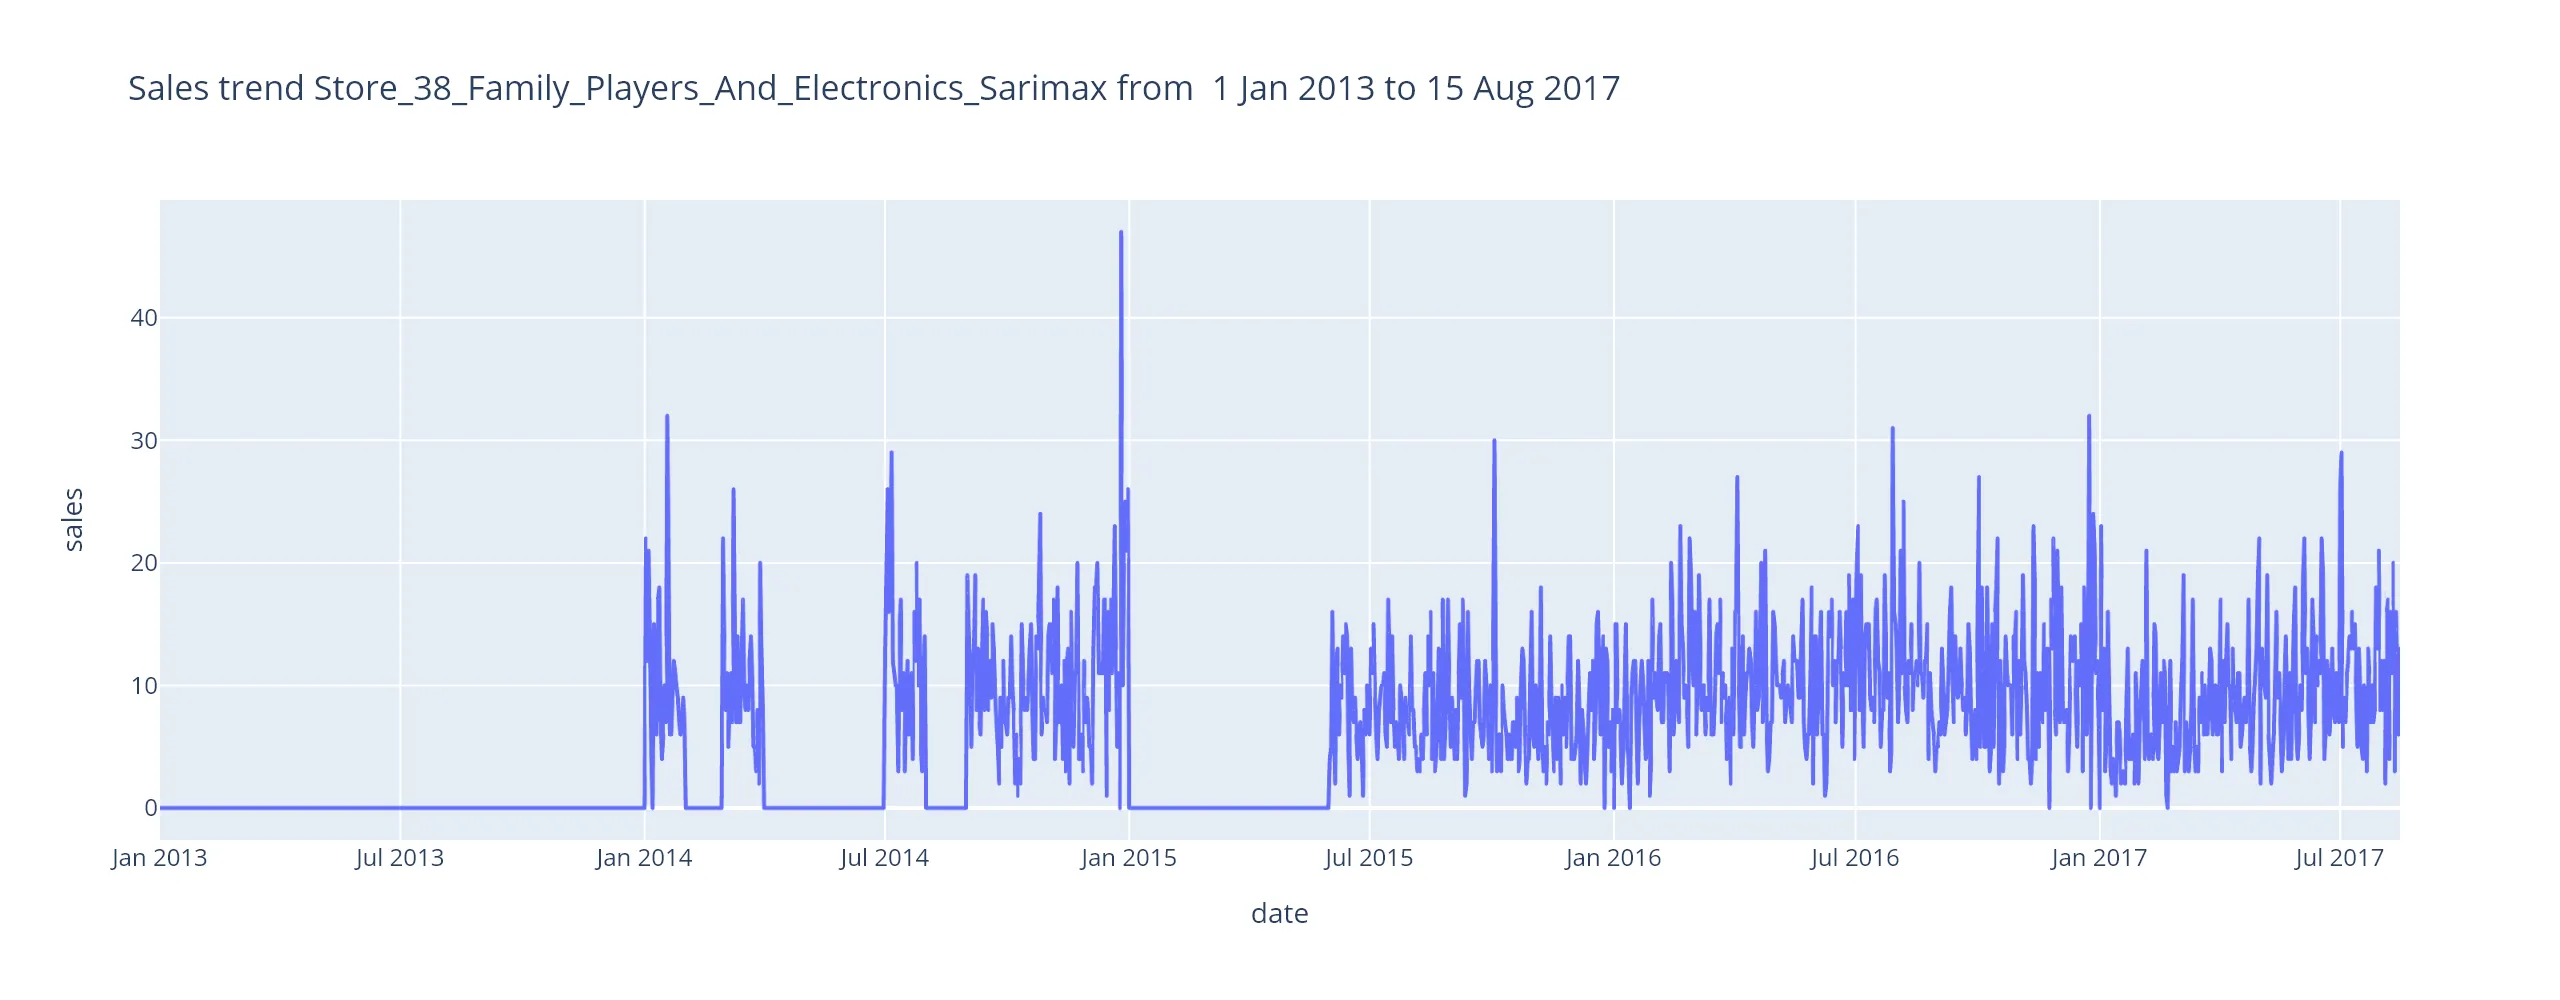 Sales trend Store_38_Family_Players_And_Electronics_Sarimax from  1 Jan 2013 to 15 Aug 2017
40
30
20
10
0
sales
Jan 2013 Jul 2013 Jan 2014 Jul 2014 Jan 2015 Jul 2015 Jan 2016 Jul 2016 Jan 2017 Jul 2017
date